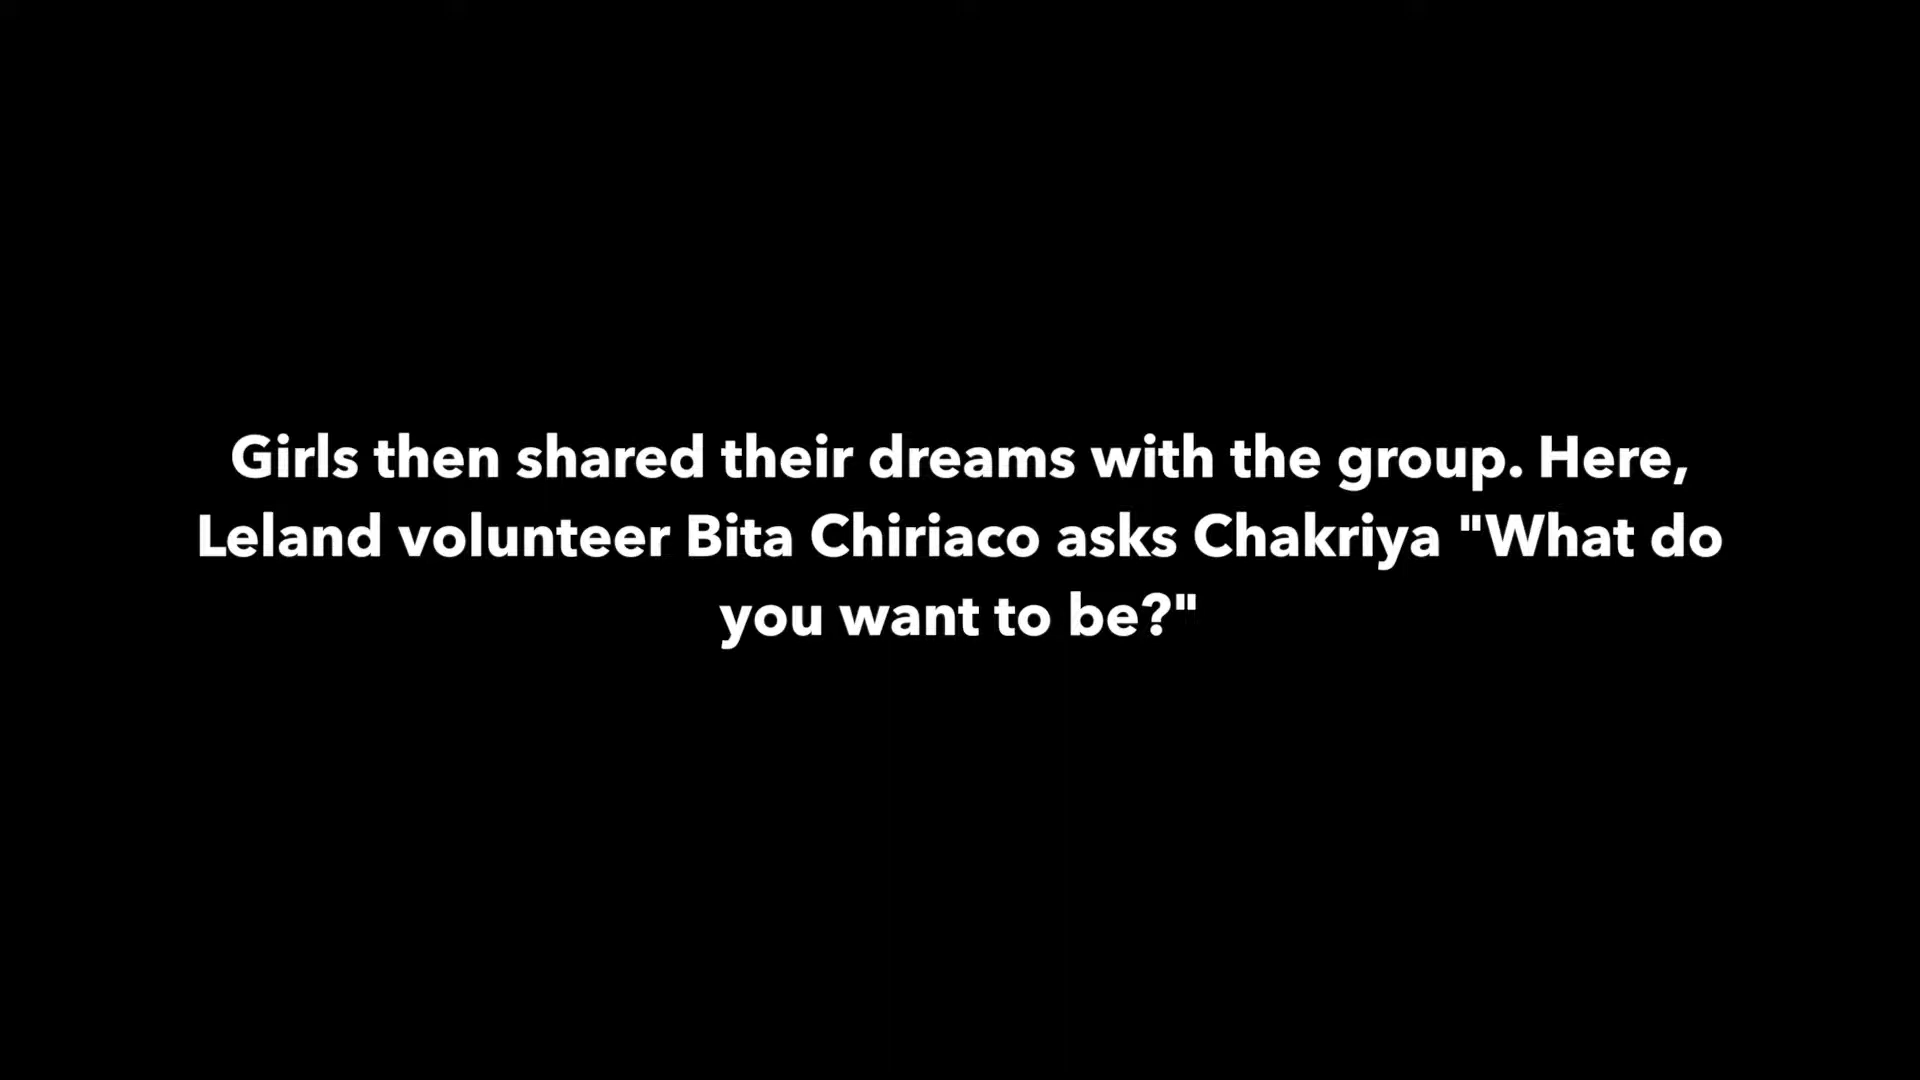 Girls then shared their dreams with the group. Here,
Leland volunteer Bita Chiriaco asks Chakriya "What do
you want to be?"